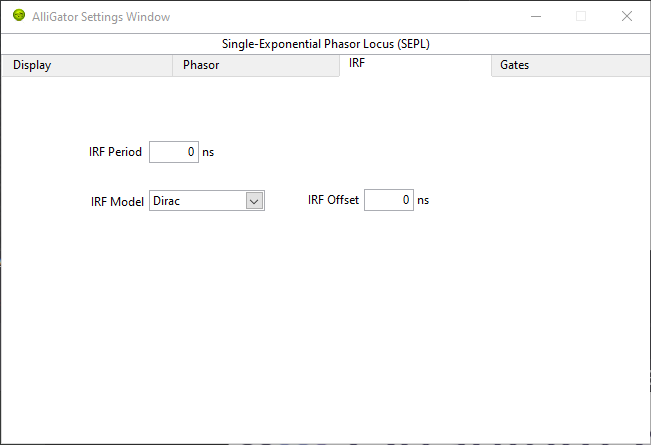 AlliGator Settings Window
Single-Exponential Phasor Locus (SEPL)
Display Phasor IRF Gates
IRF Period 0 ns
IRF Model Dirac IRF Offset 0 ns